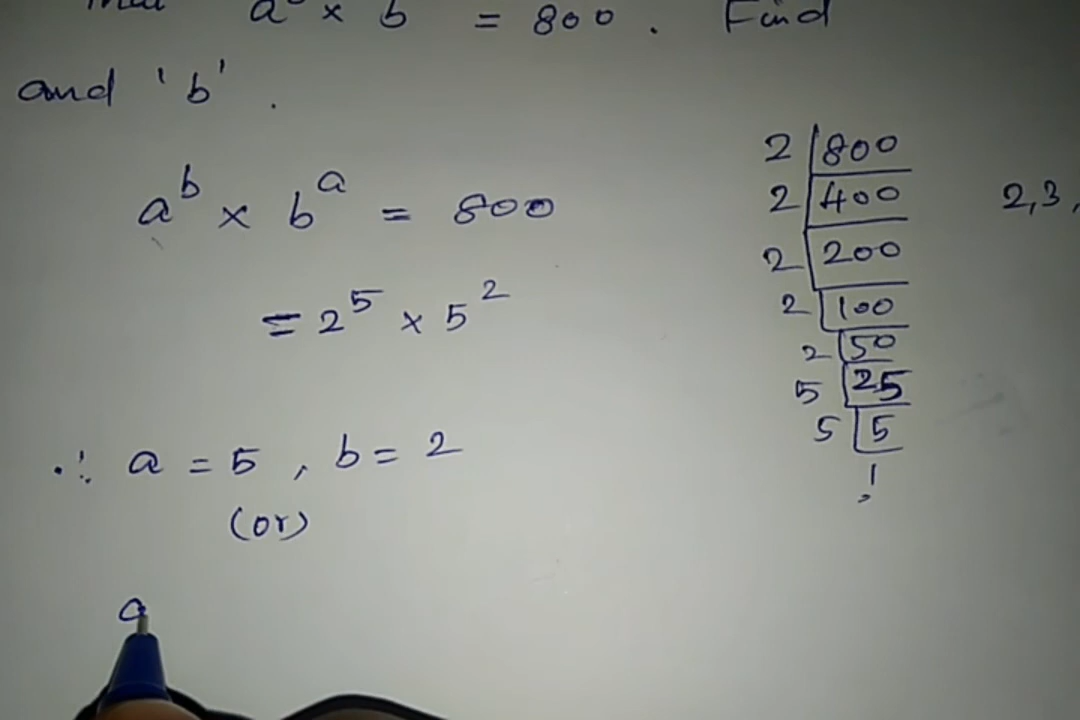 that a^b × b = 800 . Find
and 'b' .
a^b × b^a = 800
= 2^5 × 5^2
∴ a = 5 , b = 2
(or)
a
2 | 800
2 | 400
2 | 200
2 | 100
2 | 50
5 | 25
5 | 5
1
2,3,